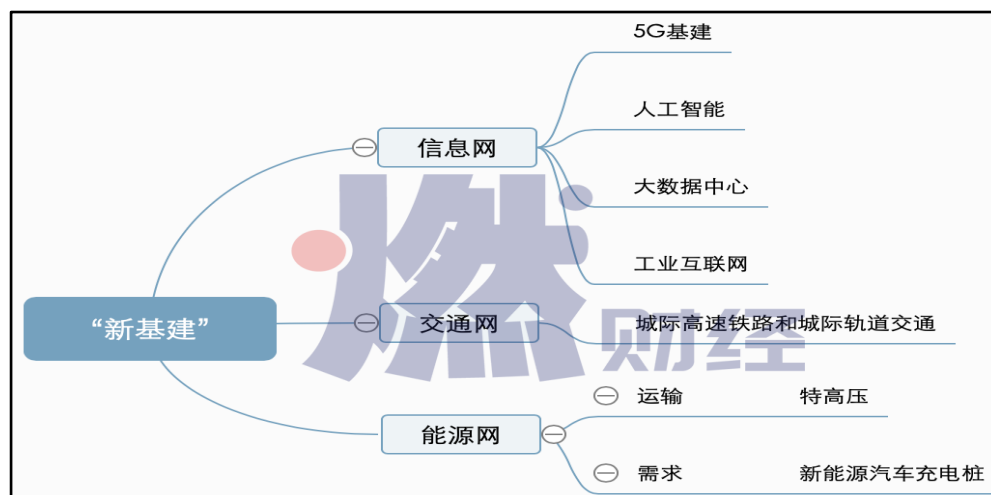 5G基建
人工智能
信息网
大数据中心
工业互联网
“新基建”
交通网
城际高速铁路和城际轨道交通
燃财经
运输 特高压
能源网
需求 新能源汽车充电桩